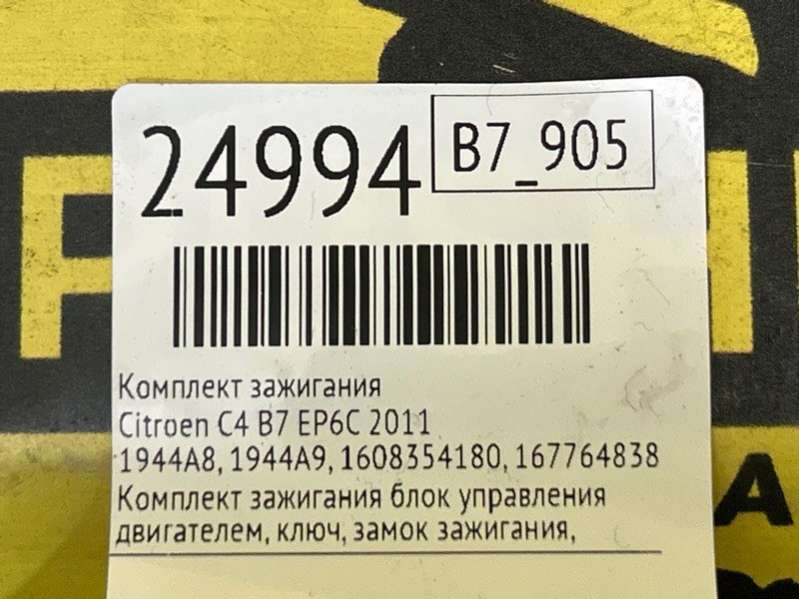 24994
B7_905
Комплект зажигания
Citroen C4 B7 EP6C 2011
1944A8, 1944A9, 1608354180, 167764838
Комплект зажигания блок управления
двигателем, ключ, замок зажигания,